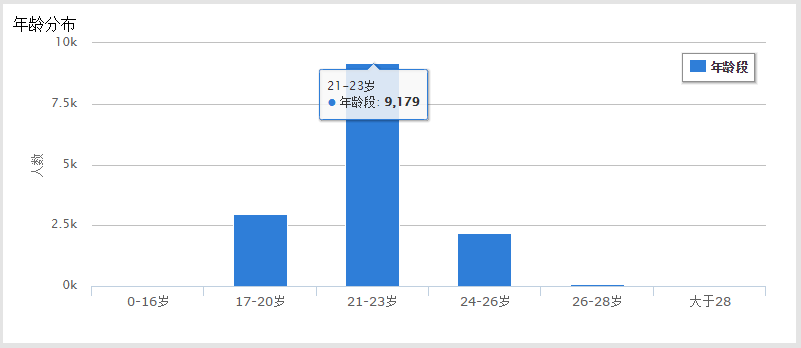 年龄分布
10k
7.5k
5k
2.5k
0k
人数
年龄段
21-23岁
年龄段: 9,179
0-16岁
17-20岁
21-23岁
24-26岁
26-28岁
大于28